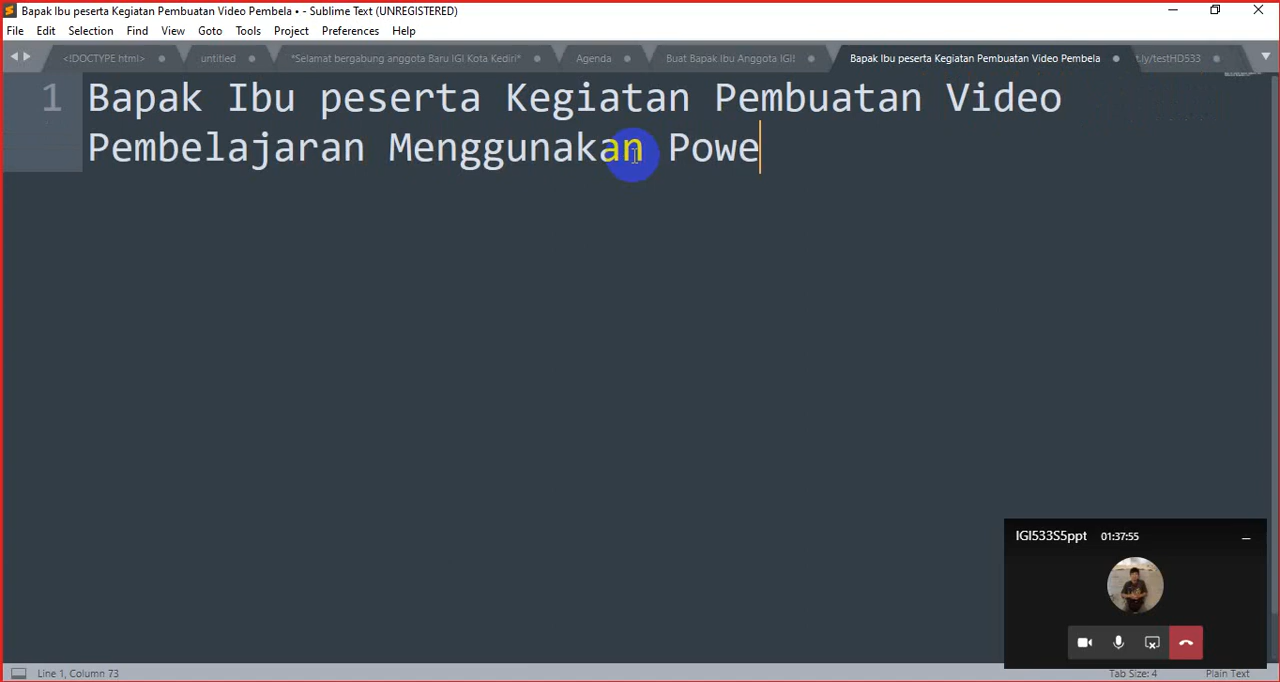 Bapak Ibu peserta Kegiatan Pembuatan Video Pembela • - Sublime Text (UNREGISTERED)
File Edit Selection Find View Goto Tools Project Preferences Help
<!DOCTYPE html> untitled *Selamat bergabung anggota Baru IGI Kota Kediri* Agenda Buat Bapak Ibu Anggota IGI! Bapak Ibu peserta Kegiatan Pembuatan Video Pembela t.ly/testHD533
1 Bapak Ibu peserta Kegiatan Pembuatan Video
Pembelajaran Menggunakan Powe
IGI533S5ppt 01:37:55
Line 1, Column 73 Tab Size: 4 Plain Text